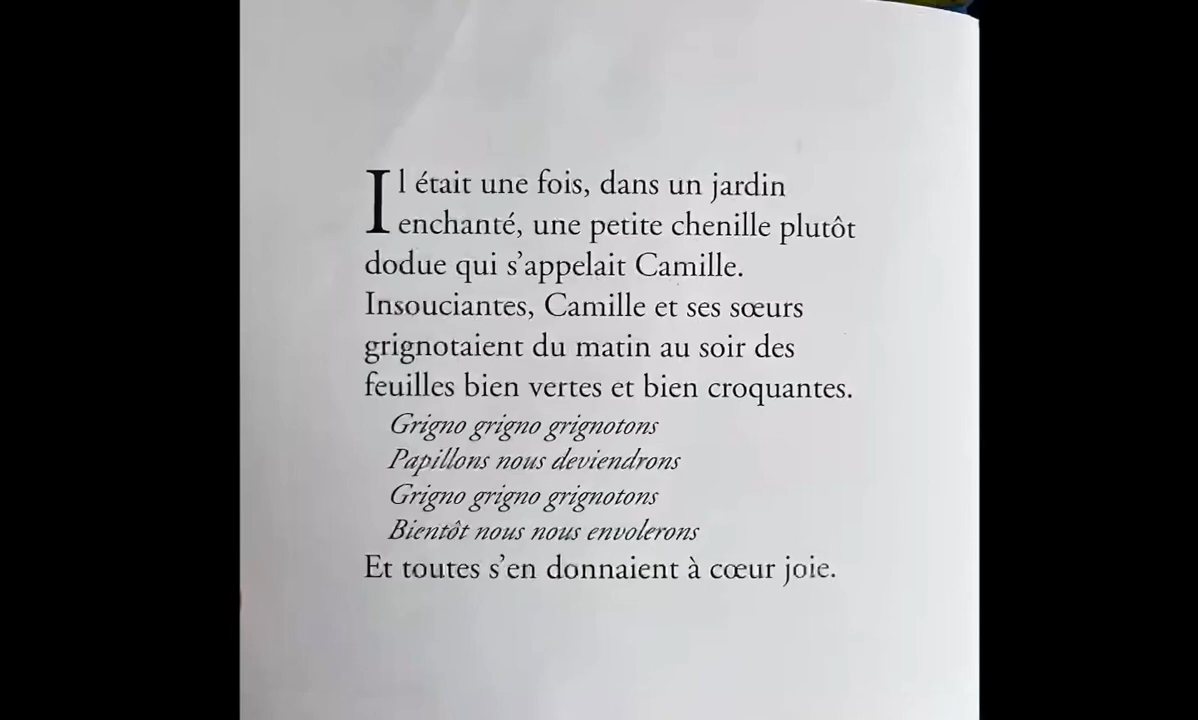 Il était une fois, dans un jardin
enchanté, une petite chenille plutôt
dodue qui s'appelait Camille.
Insouciantes, Camille et ses sœurs
grignotaient du matin au soir des
feuilles bien vertes et bien croquantes.
Grigno grigno grignotons
Papillons nous deviendrons
Grigno grigno grignotons
Bientôt nous nous envolerons
Et toutes s'en donnaient à cœur joie.